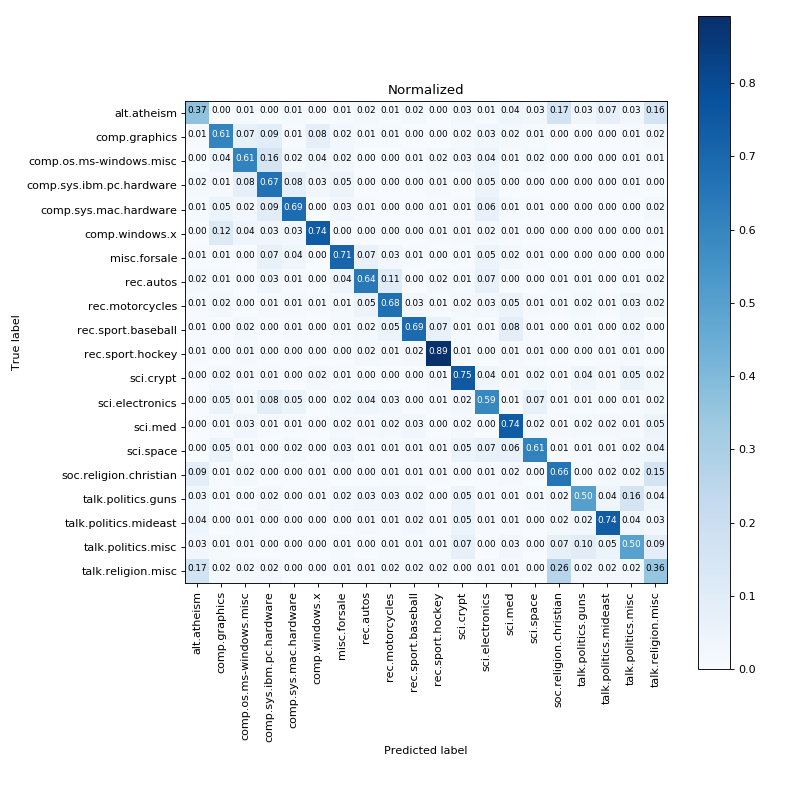 Normalized
alt.atheism 0.37 0.00 0.01 0.00 0.01 0.00 0.01 0.02 0.01 0.02 0.00 0.03 0.01 0.04 0.03 0.17 0.03 0.07 0.03 0.16
comp.graphics 0.01 0.61 0.07 0.09 0.01 0.08 0.02 0.01 0.01 0.00 0.00 0.02 0.03 0.02 0.01 0.00 0.00 0.00 0.01 0.02
comp.os.ms-windows.misc 0.00 0.04 0.61 0.16 0.02 0.04 0.02 0.01 0.00 0.01 0.02 0.03 0.04 0.01 0.02 0.00 0.00 0.00 0.01 0.01
comp.sys.ibm.pc.hardware 0.02 0.01 0.08 0.67 0.08 0.03 0.05 0.00 0.00 0.00 0.01 0.00 0.05 0.00 0.00 0.00 0.00 0.00 0.00 0.01
comp.sys.mac.hardware 0.01 0.05 0.02 0.09 0.69 0.00 0.03 0.01 0.00 0.00 0.01 0.01 0.06 0.01 0.01 0.00 0.00 0.00 0.01 0.02
comp.windows.x 0.00 0.12 0.04 0.03 0.03 0.74 0.00 0.00 0.01 0.00 0.01 0.01 0.02 0.01 0.00 0.00 0.00 0.00 0.00 0.01
misc.forsale 0.01 0.01 0.00 0.07 0.04 0.00 0.71 0.07 0.03 0.01 0.00 0.01 0.05 0.02 0.01 0.00 0.00 0.01 0.01 0.00
rec.autos 0.02 0.01 0.00 0.03 0.01 0.00 0.04 0.64 0.11 0.00 0.02 0.01 0.07 0.00 0.00 0.01 0.01 0.00 0.01 0.02
rec.motorcycles 0.01 0.02 0.00 0.01 0.01 0.01 0.01 0.05 0.68 0.03 0.01 0.02 0.03 0.05 0.01 0.00 0.02 0.01 0.03 0.02
rec.sport.baseball 0.01 0.00 0.02 0.00 0.01 0.00 0.01 0.02 0.05 0.69 0.07 0.01 0.01 0.08 0.00 0.01 0.01 0.00 0.02 0.00
rec.sport.hockey 0.01 0.00 0.01 0.00 0.00 0.01 0.00 0.02 0.01 0.02 0.89 0.01 0.00 0.01 0.01 0.00 0.01 0.00 0.01 0.00
sci.crypt 0.00 0.02 0.01 0.01 0.00 0.02 0.01 0.00 0.00 0.00 0.01 0.75 0.04 0.01 0.02 0.01 0.04 0.01 0.05 0.02
sci.electronics 0.00 0.05 0.01 0.08 0.05 0.00 0.02 0.04 0.03 0.00 0.01 0.02 0.59 0.01 0.07 0.01 0.00 0.00 0.01 0.02
sci.med 0.00 0.01 0.03 0.01 0.01 0.00 0.02 0.01 0.02 0.03 0.00 0.02 0.02 0.74 0.02 0.01 0.02 0.02 0.01 0.05
sci.space 0.00 0.05 0.01 0.01 0.00 0.02 0.00 0.03 0.01 0.01 0.01 0.05 0.07 0.06 0.61 0.01 0.01 0.01 0.02 0.04
soc.religion.christian 0.09 0.01 0.02 0.00 0.00 0.01 0.00 0.00 0.01 0.01 0.00 0.00 0.01 0.02 0.00 0.66 0.00 0.02 0.02 0.15
talk.politics.guns 0.03 0.01 0.00 0.02 0.00 0.01 0.02 0.03 0.03 0.02 0.00 0.05 0.01 0.01 0.01 0.02 0.50 0.04 0.16 0.04
talk.politics.mideast 0.04 0.01 0.00 0.00 0.01 0.00 0.00 0.01 0.01 0.02 0.01 0.05 0.01 0.01 0.00 0.02 0.02 0.74 0.04 0.03
talk.politics.misc 0.03 0.01 0.01 0.00 0.00 0.00 0.00 0.01 0.01 0.02 0.01 0.07 0.00 0.03 0.00 0.07 0.10 0.05 0.50 0.09
talk.religion.misc 0.17 0.02 0.02 0.02 0.00 0.00 0.01 0.01 0.02 0.02 0.02 0.00 0.00 0.02 0.00 0.26 0.02 0.02 0.02 0.36
True label
alt.atheism
comp.graphics
comp.os.ms-windows.misc
comp.sys.ibm.pc.hardware
comp.sys.mac.hardware
comp.windows.x
misc.forsale
rec.autos
rec.motorcycles
rec.sport.baseball
rec.sport.hockey
sci.crypt
sci.electronics
sci.med
sci.space
soc.religion.christian
talk.politics.guns
talk.politics.mideast
talk.politics.misc
talk.religion.misc
Predicted label
0.8
0.7
0.6
0.5
0.4
0.3
0.2
0.1
0.0